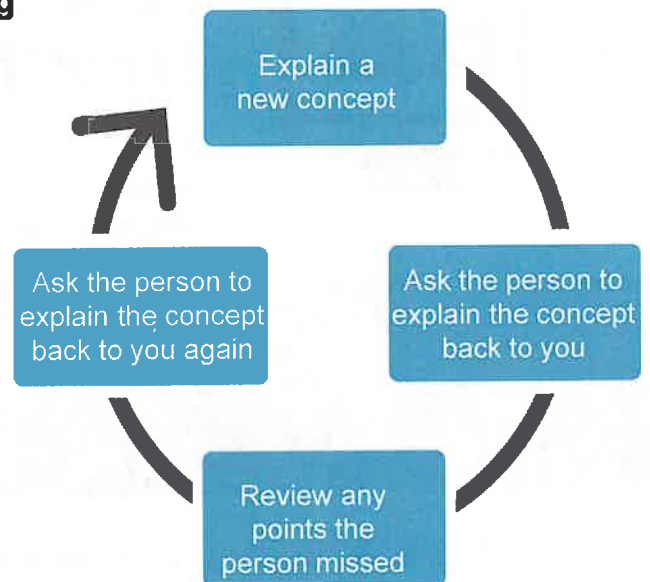 g
Explain a
new concept
Ask the person to
explain the concept
back to you
Review any
points the
person missed
Ask the person to
explain the concept
back to you again